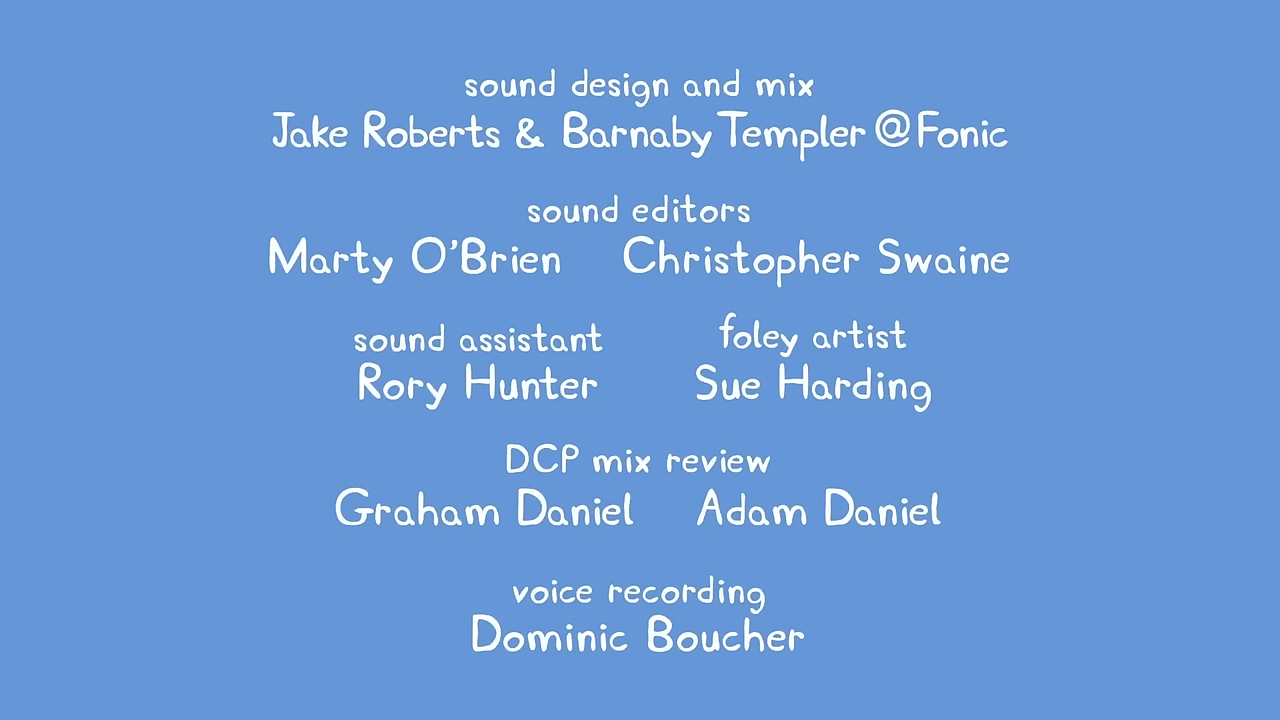 sound design and mix
Jake Roberts & Barnaby Templer @ Fonic
sound editors
Marty O'Brien Christopher Swaine
sound assistant foley artist
Rory Hunter Sue Harding
DCP mix review
Graham Daniel Adam Daniel
voice recording
Dominic Boucher